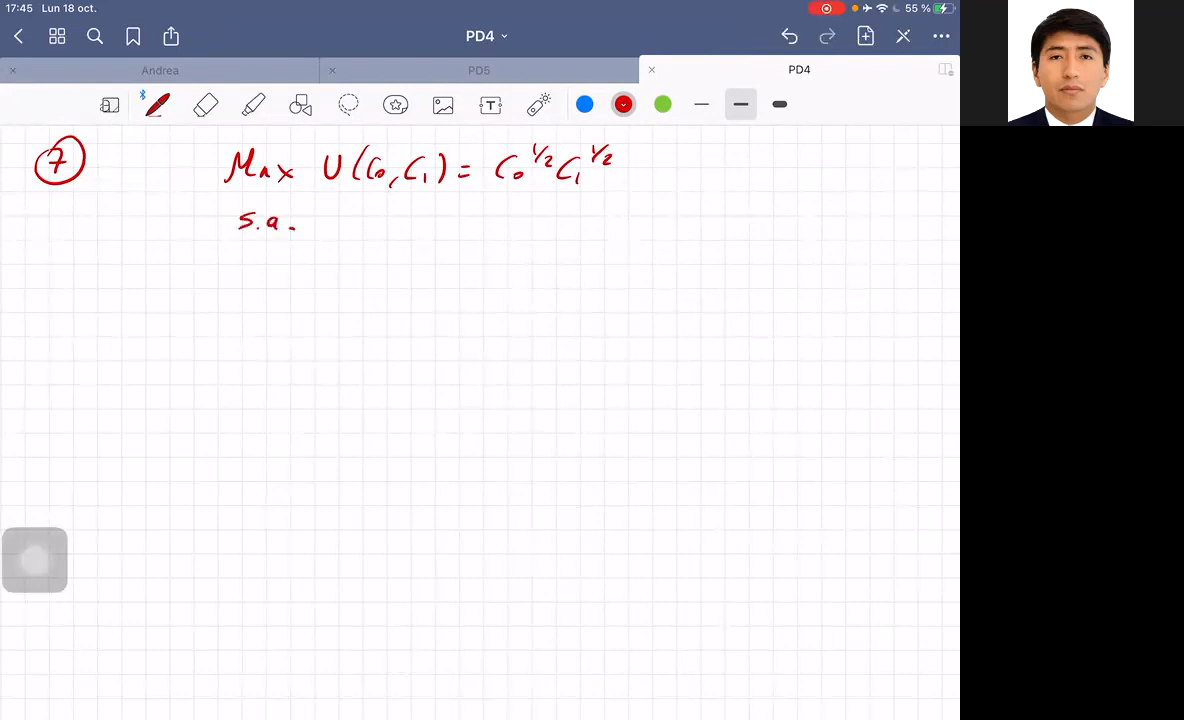 17:45 Lun 18 oct. 55 %
PD4
Andrea PD5 PD4
7 Max U(C₀, C₁) = C₀^1/2 C₁^1/2
s.a.